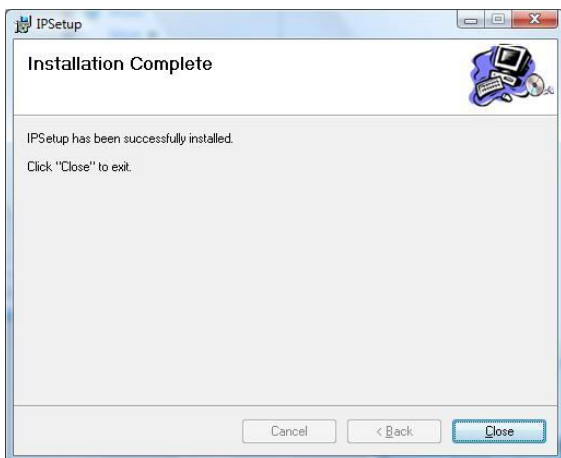 IPSetup
Installation Complete
IPSetup has been successfully installed.
Click "Close" to exit.
Cancel
< Back
Close